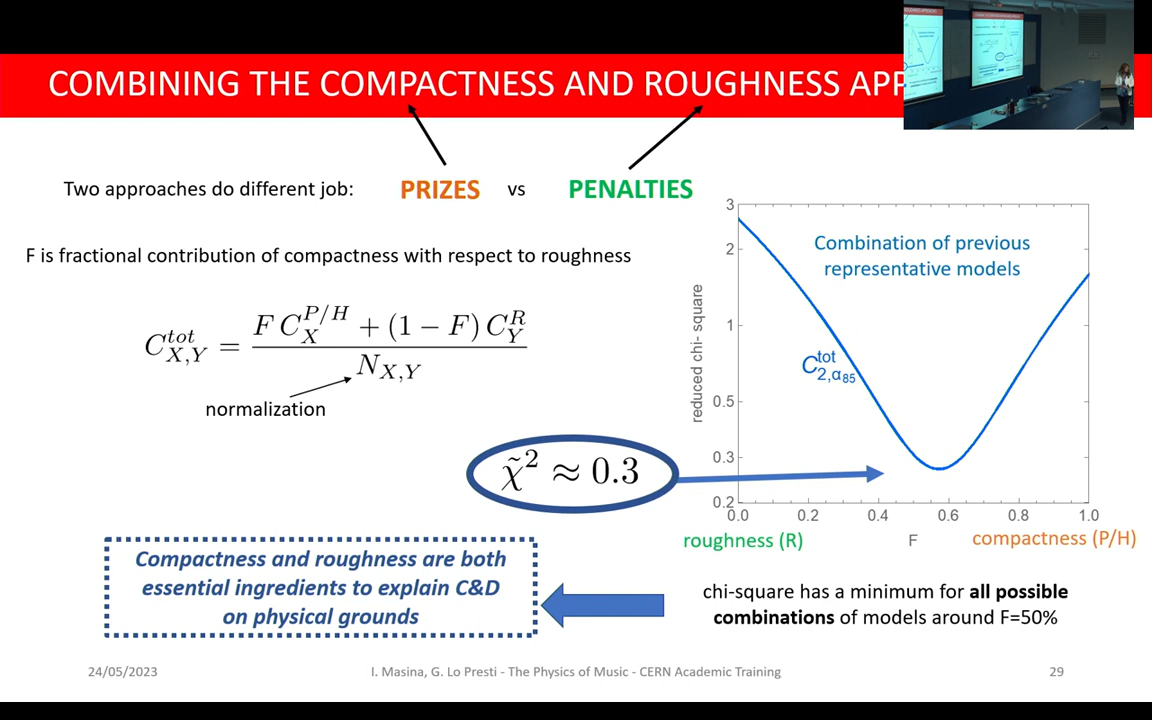 COMBINING THE COMPACTNESS AND ROUGHNESS
Two approaches do different job: PRIZES vs PENALTIES
F is fractional contribution of compactness with respect to roughness
C^{tot}_{X,Y} = \frac{F C^{P/H}_X + (1 − F) C^R_Y}{N_{X,Y}}
normalization
χ̃² ≈ 0.3
Compactness and roughness are both
essential ingredients to explain C&D
on physical grounds
Combination of previous
representative models
C^{tot}_{2,α_{85}}
reduced chi- square
3
2
1
0.5
0.3
0.2
0.0 0.2 0.4 0.6 0.8 1.0
roughness (R) F compactness (P/H)
chi-square has a minimum for all possible
combinations of models around F=50%
24/05/2023 I. Masina, G. Lo Presti - The Physics of Music - CERN Academic Training 29